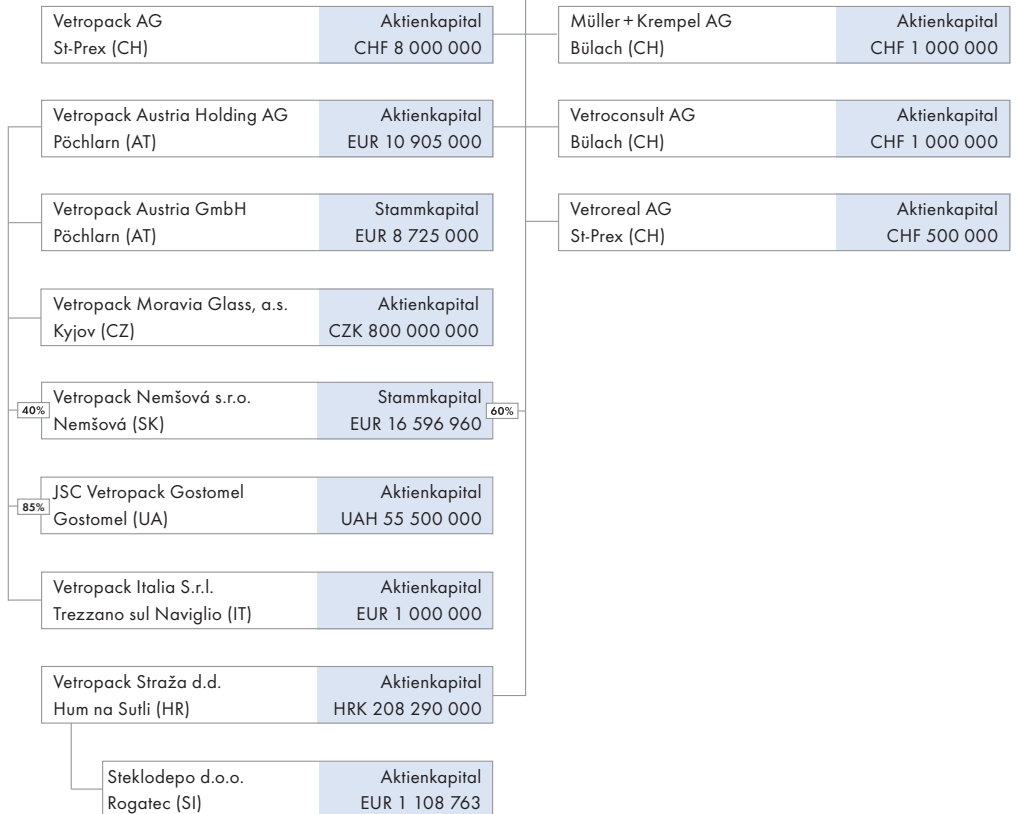 Vetropack AG Aktienkapital
St-Prex (CH) CHF 8 000 000
Müller + Krempel AG Aktienkapital
Bülach (CH) CHF 1 000 000
Vetropack Austria Holding AG Aktienkapital
Pöchlarn (AT) EUR 10 905 000
Vetroconsult AG Aktienkapital
Bülach (CH) CHF 1 000 000
Vetropack Austria GmbH Stammkapital
Pöchlarn (AT) EUR 8 725 000
Vetroreal AG Aktienkapital
St-Prex (CH) CHF 500 000
Vetropack Moravia Glass, a.s. Aktienkapital
Kyjov (CZ) CZK 800 000 000
Vetropack Nemšová s.r.o. Stammkapital
40% 60%
Nemšová (SK) EUR 16 596 960
JSC Vetropack Gostomel Aktienkapital
85%
Gostomel (UA) UAH 55 500 000
Vetropack Italia S.r.l. Aktienkapital
Trezzano sul Naviglio (IT) EUR 1 000 000
Vetropack Straža d.d. Aktienkapital
Hum na Sutli (HR) HRK 208 290 000
Steklodepo d.o.o. Aktienkapital
Rogatec (SI) EUR 1 108 763